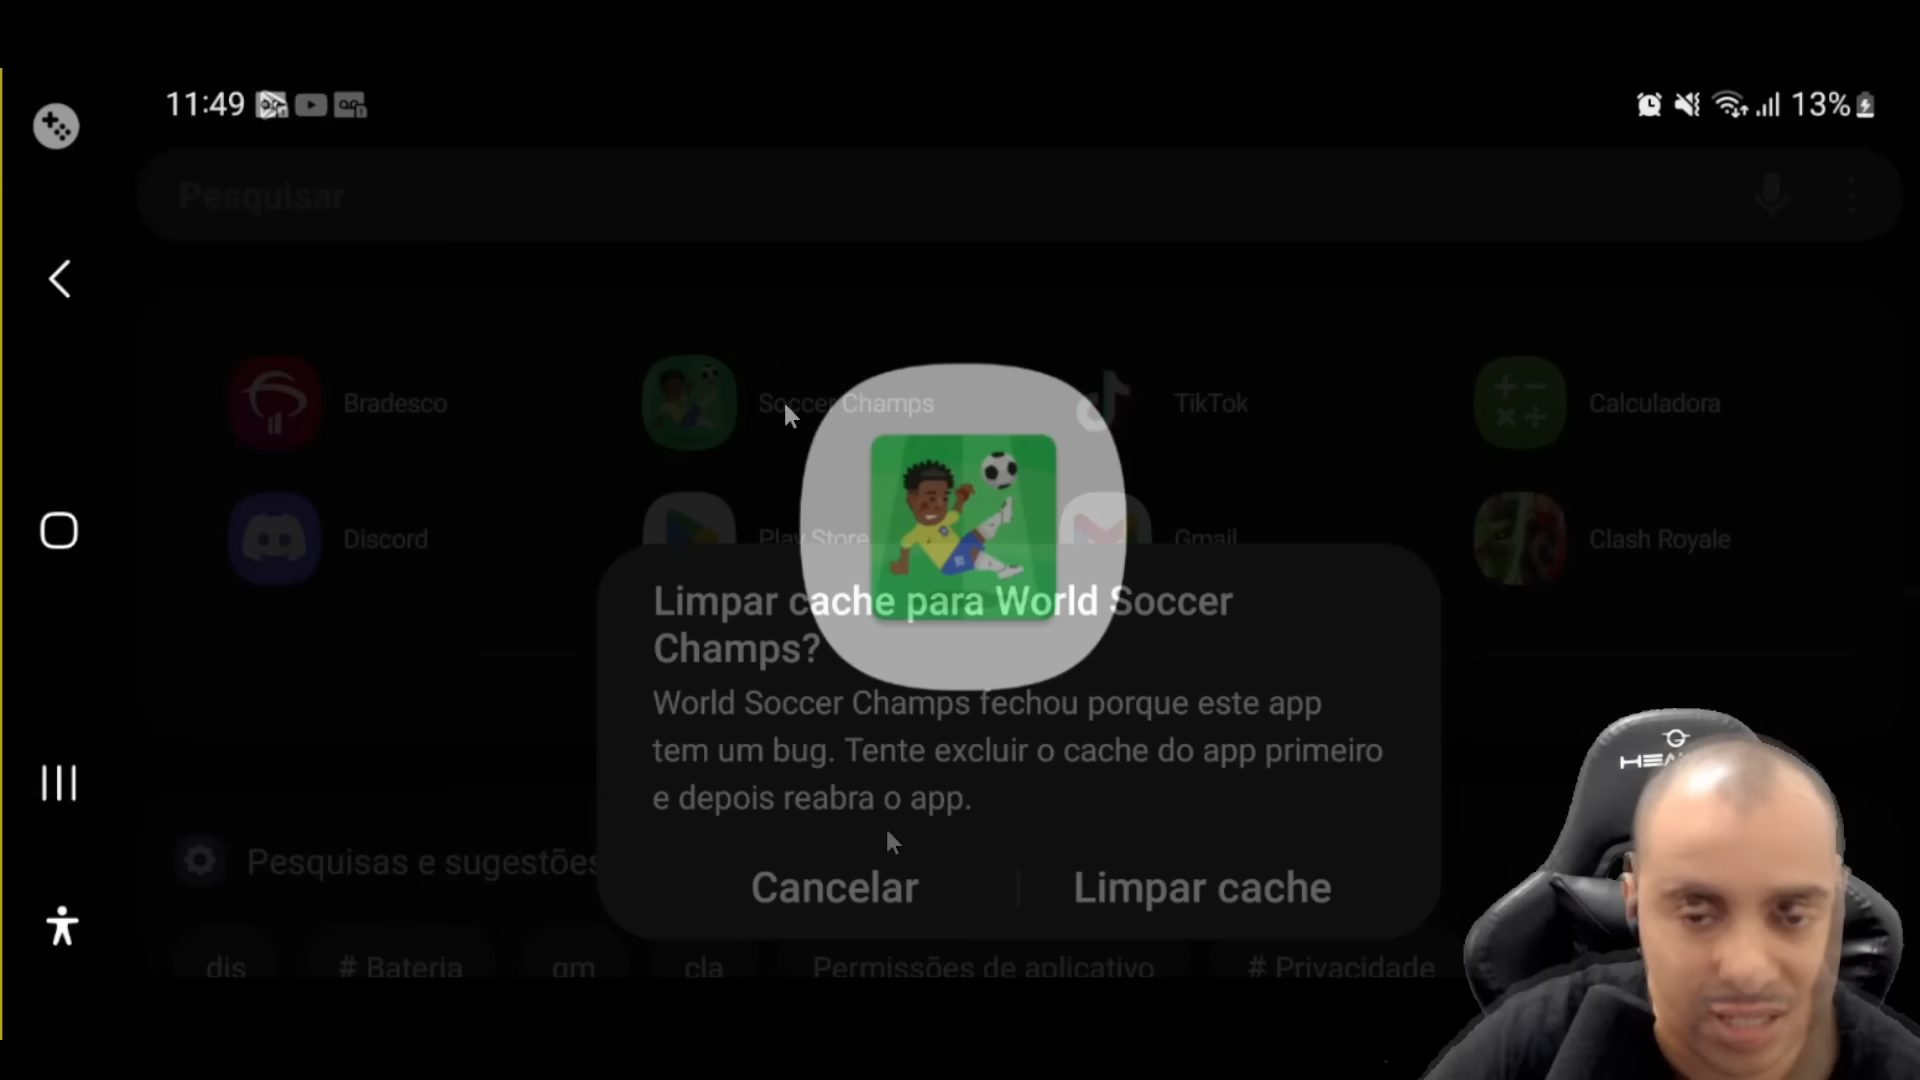 11:49
13%
Pesquisar
Bradesco
Soccer Champs
TikTok
Calculadora
Discord
Play Store
Gmail
Clash Royale
Limpar cache para World Soccer
Champs?
World Soccer Champs fechou porque este app
tem um bug. Tente excluir o cache do app primeiro
e depois reabra o app.
Cancelar
Limpar cache
Pesquisas e sugestões
dis
# Bateria
gm
cla
Permissões de aplicativo
# Privacidade